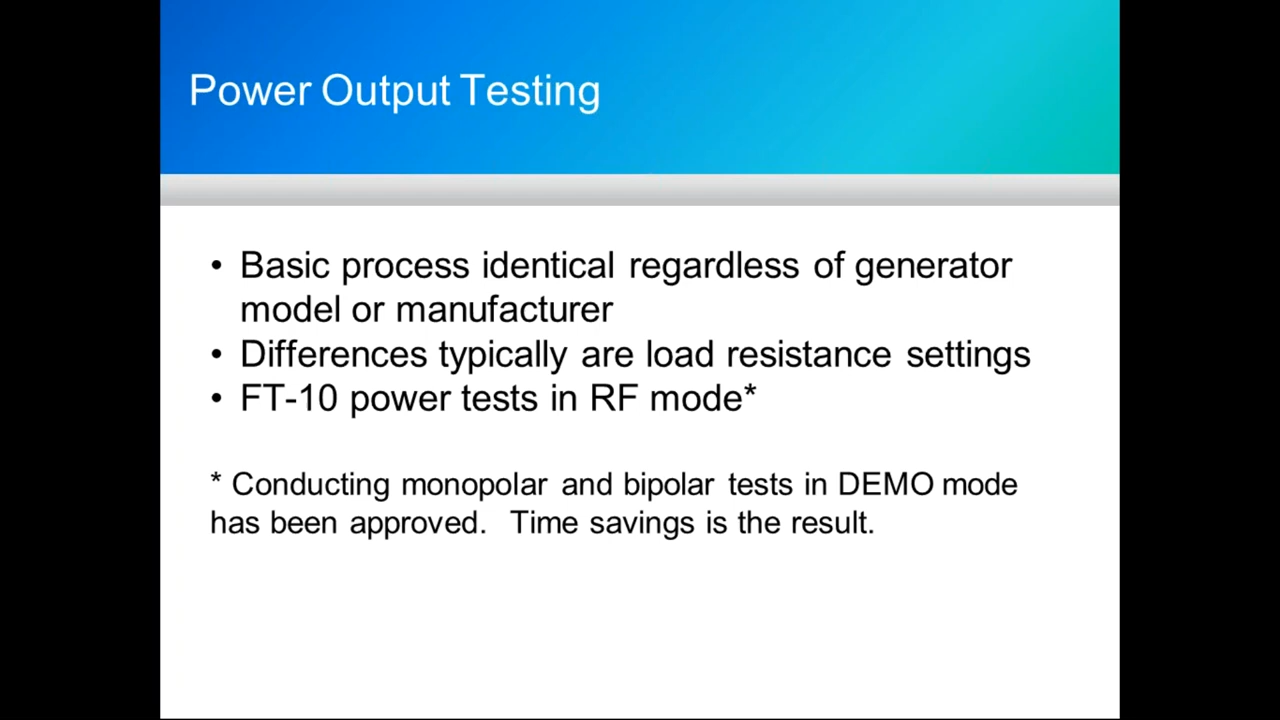 Power Output Testing
• Basic process identical regardless of generator
model or manufacturer
• Differences typically are load resistance settings
• FT-10 power tests in RF mode*
* Conducting monopolar and bipolar tests in DEMO mode
has been approved.  Time savings is the result.